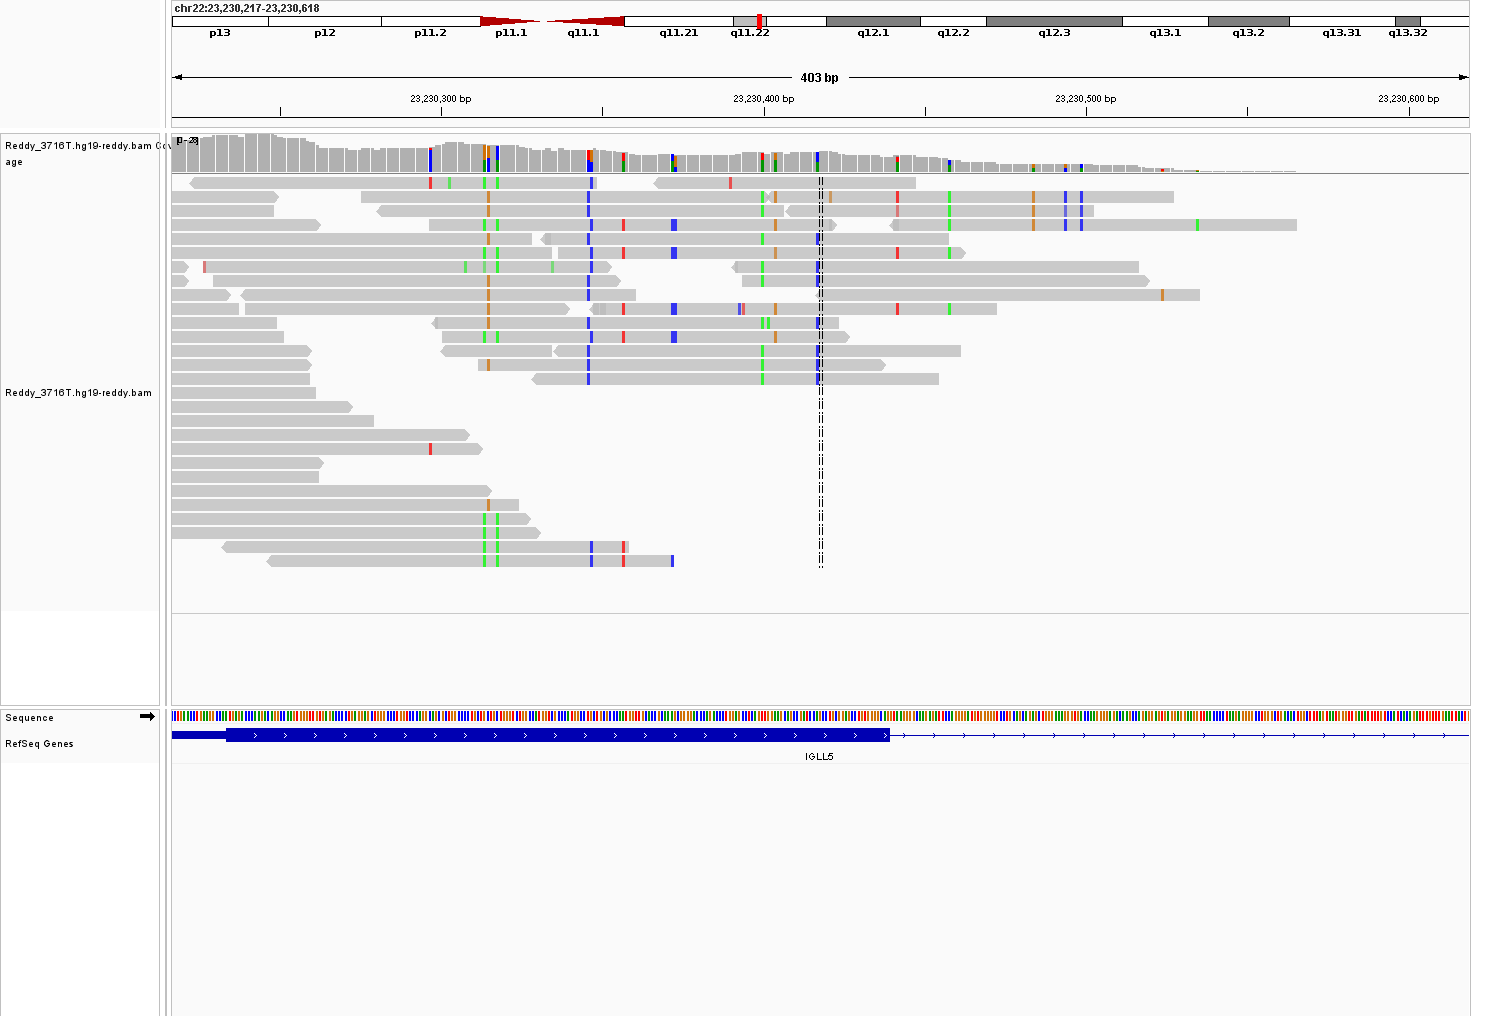 chr22:23,230,217-23,230,618
p13 p12 p11.2 p11.1 q11.1 q11.21 q11.22 q12.1 q12.2 q12.3 q13.1 q13.2 q13.31 q13.32
403 bp
23,230,300 bp 23,230,400 bp 23,230,500 bp 23,230,600 bp
Reddy_3716T.hg19-reddy.bam Cov
age
Reddy_3716T.hg19-reddy.bam
Sequence
RefSeq Genes
IGLL5